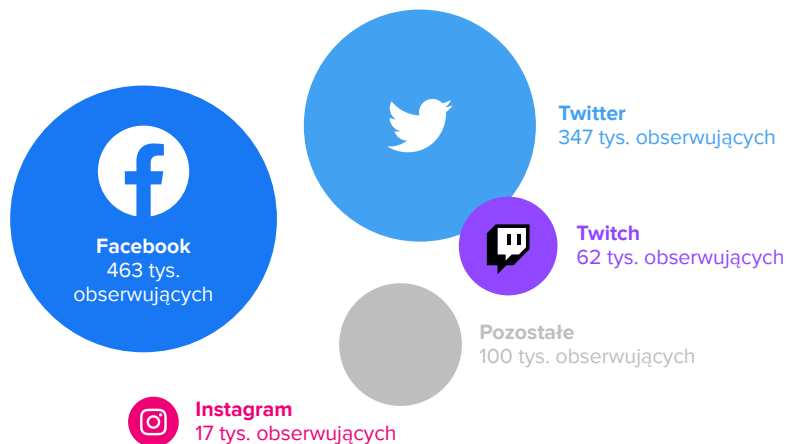 Twitter
347 tys. obserwujących
Facebook
463 tys.
obserwujących
Twitch
62 tys. obserwujących
Pozostałe
100 tys. obserwujących
Instagram
17 tys. obserwujących